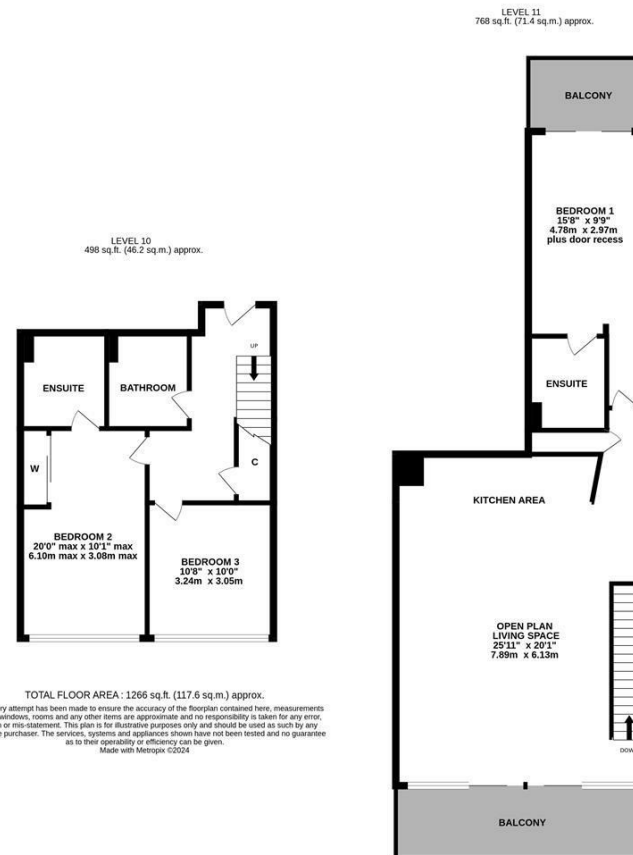 LEVEL 11
768 sq.ft. (71.4 sq.m.) approx.
BALCONY
BEDROOM 1
15'8" x 9'9"
4.78m x 2.97m
plus door recess
ENSUITE
KITCHEN AREA
OPEN PLAN
LIVING SPACE
25'11" x 20'1"
7.89m x 6.13m
BALCONY
LEVEL 10
498 sq.ft. (46.2 sq.m.) approx.
UP
ENSUITE
BATHROOM
W
C
BEDROOM 2
20'0" max x 10'1" max
6.10m max x 3.08m max
BEDROOM 3
10'8" x 10'0"
3.24m x 3.05m
TOTAL FLOOR AREA : 1266 sq.ft. (117.6 sq.m.) approx.
attempt has been made to ensure the accuracy of the floorplan contained here, measurements
windows, rooms and any other items are approximate and no responsibility is taken for any error,
or mis-statement. This plan is for illustrative purposes only and should be used as such by any
purchaser. The services, systems and appliances shown have not been tested and no guarantee
as to their operability or efficiency can be given.
Made with Metropix ©2024